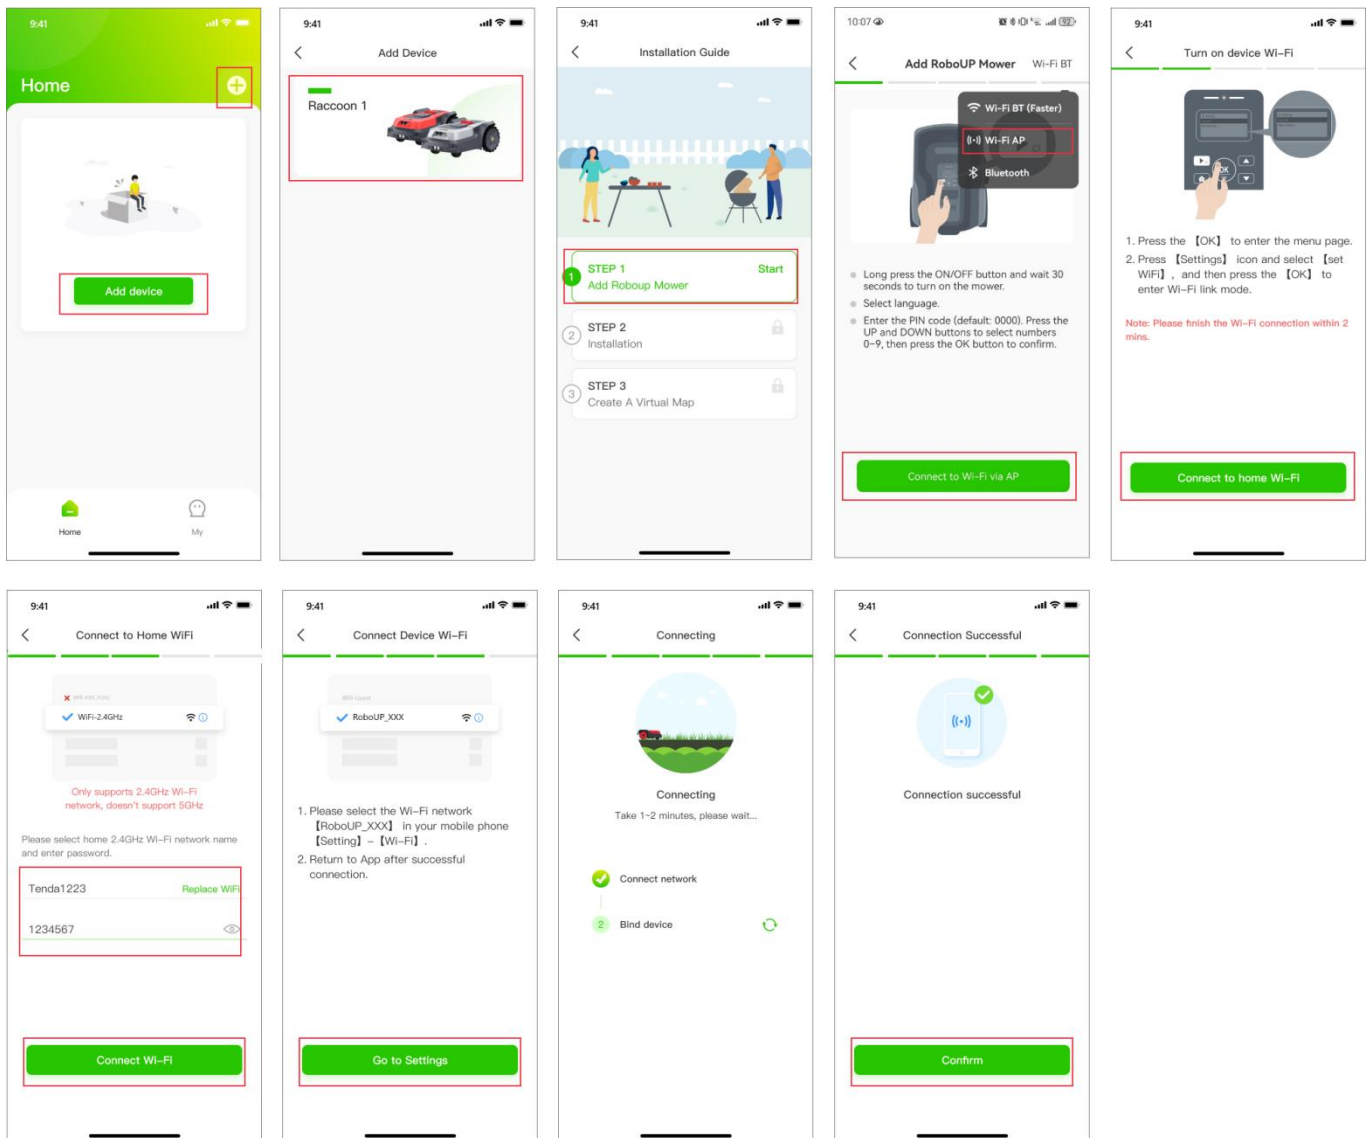 9:41
Home
Add device
Home
My
9:41
Add Device
Raccoon 1
9:41
Installation Guide
1
STEP 1
Start
Add Roboup Mower
2
STEP 2
Installation
3
STEP 3
Create A Virtual Map
10:07
92
Add RoboUP Mower
Wi-Fi BT
Wi-Fi BT (Faster)
Wi-Fi AP
Bluetooth
Long press the ON/OFF button and wait 30
seconds to turn on the mower.
Select language.
Enter the PIN code (default: 0000). Press the
UP and DOWN buttons to select numbers
0-9, then press the OK button to confirm.
Connect to Wi-Fi via AP
9:41
Turn on device Wi-Fi
OK
1. Press the 【OK】 to enter the menu page.
2. Press 【Settings】 icon and select 【set
WiFi】, and then press the 【OK】 to
enter Wi-Fi link mode.
Note: Please finish the Wi-Fi connection within 2
mins.
Connect to home Wi-Fi
9:41
Connect to Home WiFi
WiFi-2.4GHz
Only supports 2.4GHz Wi-Fi
network, doesn't support 5GHz
Please select home 2.4GHz Wi-Fi network name
and enter password.
Tenda1223
Replace WiFi
1234567
Connect Wi-Fi
9:41
Connect Device Wi-Fi
RoboUP_XXX
1. Please select the Wi-Fi network
【RoboUP_XXX】 in your mobile phone
【Setting】 - 【Wi-Fi】.
2. Return to App after successful
connection.
Go to Settings
9:41
Connecting
Connecting
Take 1~2 minutes, please wait...
Connect network
2
Bind device
9:41
Connection Successful
Connection successful
Confirm